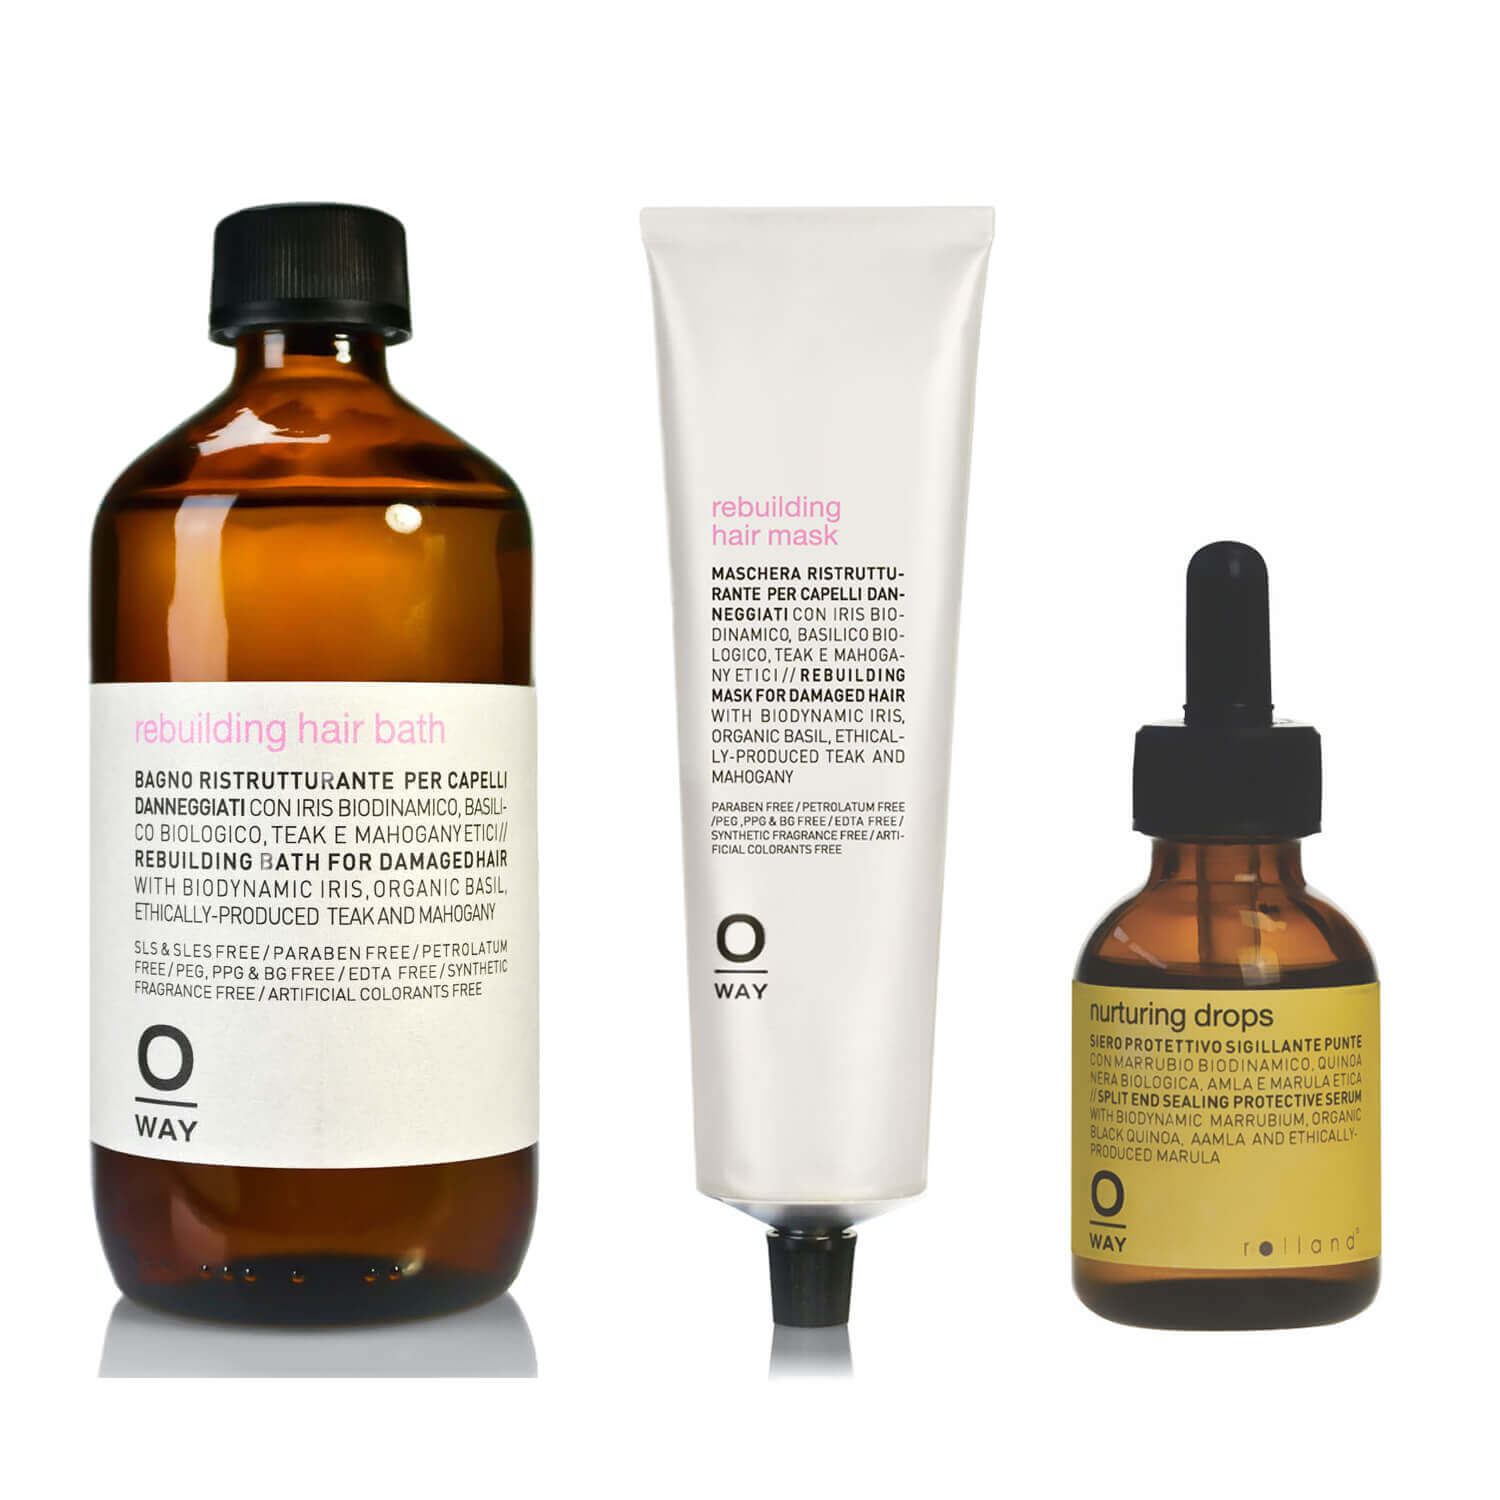 rebuilding hair bath
BAGNO RISTRUTTURANTE PER CAPELLI
DANNEGGIATI CON IRIS BIODINAMICO, BASILI-
CO BIOLOGICO, TEAK E MAHOGANY ETICI//
REBUILDING BATH FOR DAMAGED HAIR
WITH BIODYNAMIC IRIS, ORGANIC BASIL,
ETHICALLY-PRODUCED TEAK AND MAHOGANY
SLS & SLES FREE / PARABEN FREE / PETROLATUM
FREE / PEG, PPG & BG FREE / EDTA FREE / SYNTHETIC
FRAGRANCE FREE / ARTIFICIAL COLORANTS FREE
O
WAY
rebuilding
hair mask
MASCHERA RISTRUTTU-
RANTE PER CAPELLI DAN-
NEGGIATI CON IRIS BIO-
DINAMICO, BASILICO BIO-
LOGICO, TEAK E MAHOGA-
NY ETICI // REBUILDING
MASK FOR DAMAGED HAIR
WITH BIODYNAMIC IRIS,
ORGANIC BASIL, ETHICAL-
LY-PRODUCED TEAK AND
MAHOGANY
PARABEN FREE / PETROLATUM FREE
/PEG ,PPG & BG FREE / EDTA FREE /
SYNTHETIC FRAGRANCE FREE / ARTI-
FICIAL COLORANTS FREE
O
WAY
nurturing drops
SIERO PROTETTIVO SIGILLANTE PUNTE
CON MARRUBIO BIODINAMICO, QUINOA
NERA BIOLOGICA, AMLA E MARULA ETICA
// SPLIT END SEALING PROTECTIVE SERUM
WITH BIODYNAMIC MARRUBIUM, ORGANIC
BLACK QUINOA, AAMLA AND ETHICALLY-
PRODUCED MARULA
O
WAY
rolland